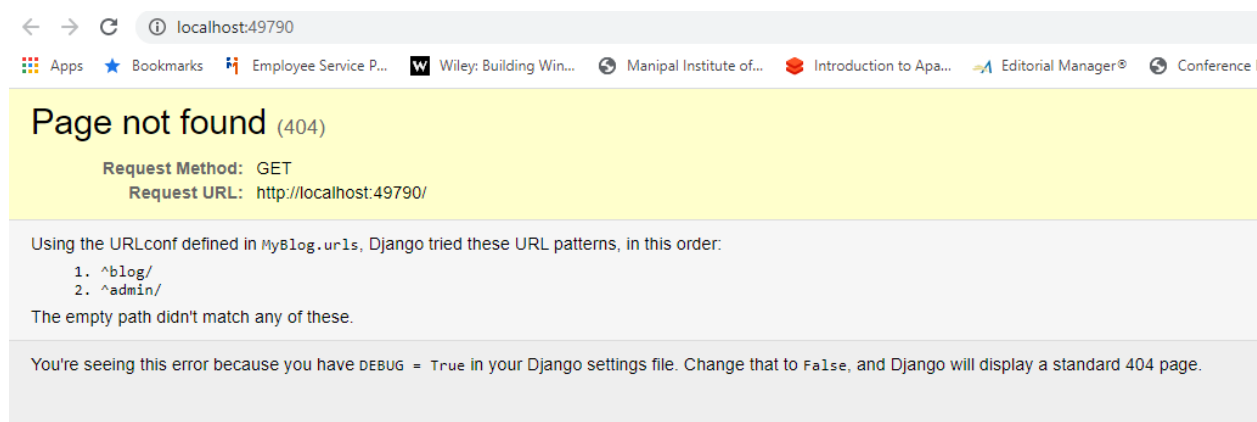 localhost:49790
Apps Bookmarks Employee Service P... Wiley: Building Win... Manipal Institute of... Introduction to Apa... Editorial Manager® Conference
Page not found (404)
Request Method: GET
Request URL: http://localhost:49790/
Using the URLconf defined in MyBlog.urls, Django tried these URL patterns, in this order:
1. ^blog/
2. ^admin/
The empty path didn't match any of these.
You're seeing this error because you have DEBUG = True in your Django settings file. Change that to False, and Django will display a standard 404 page.